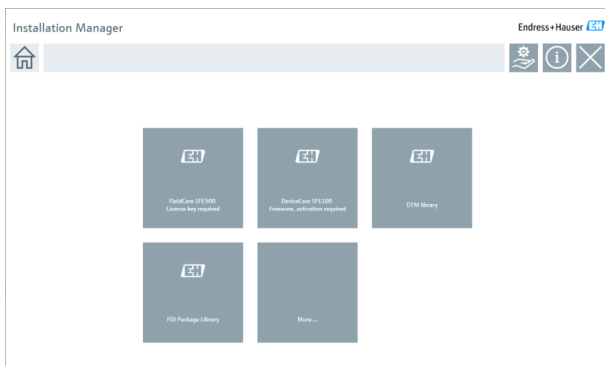 Installation Manager
Endress+Hauser EH
i
EH
FieldCare SFE500
License key required
EH
DeviceCare SFE100
Freeware, activation required
EH
DTM library
EH
FDI Package Library
More ...